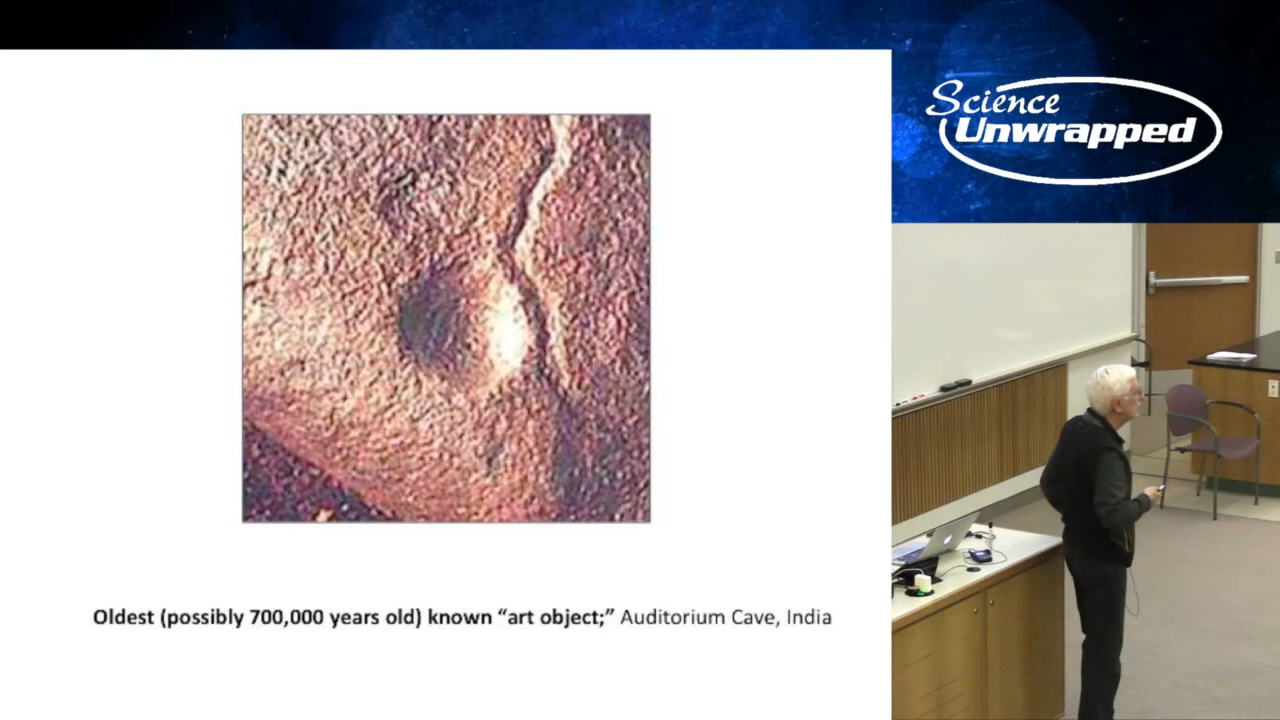 Science
Unwrapped
Oldest (possibly 700,000 years old) known “art object;” Auditorium Cave, India